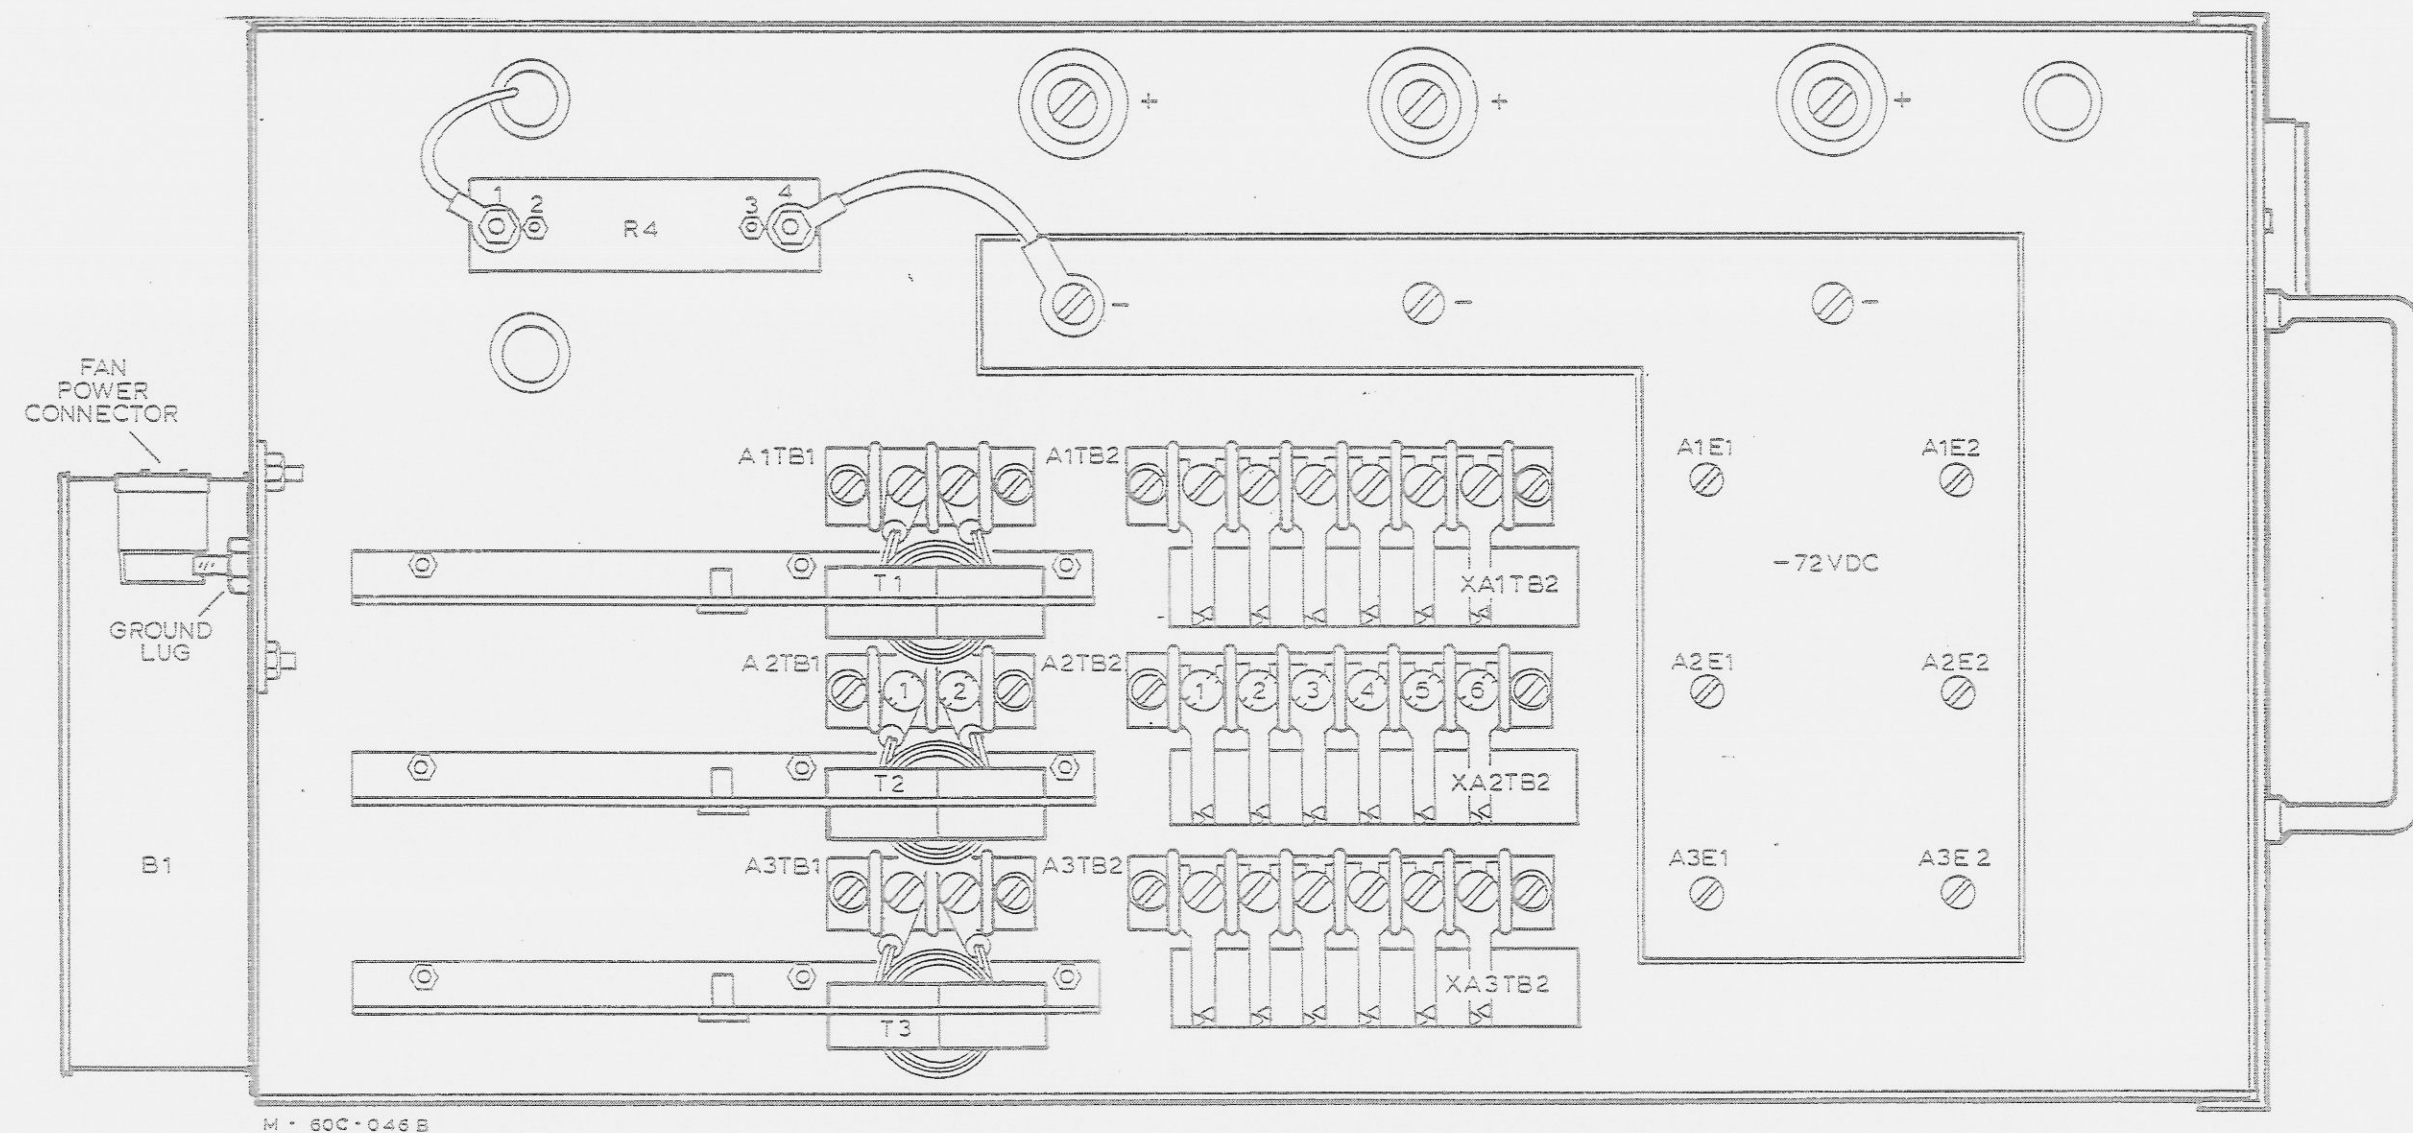 + + +
1 2 R4 3 4
- - -
FAN
POWER
CONNECTOR
A1TB1 A1TB2 A1E1 A1E2
T1 XA1TB2 -72VDC
GROUND
LUG
A2TB1 1 2 A2TB2 1 2 3 4 5 6 A2E1 A2E2
T2 XA2TB2
B1 A3TB1 A3TB2 A3E1 A3E2
XA3TB2
T3
M - 60C-046B